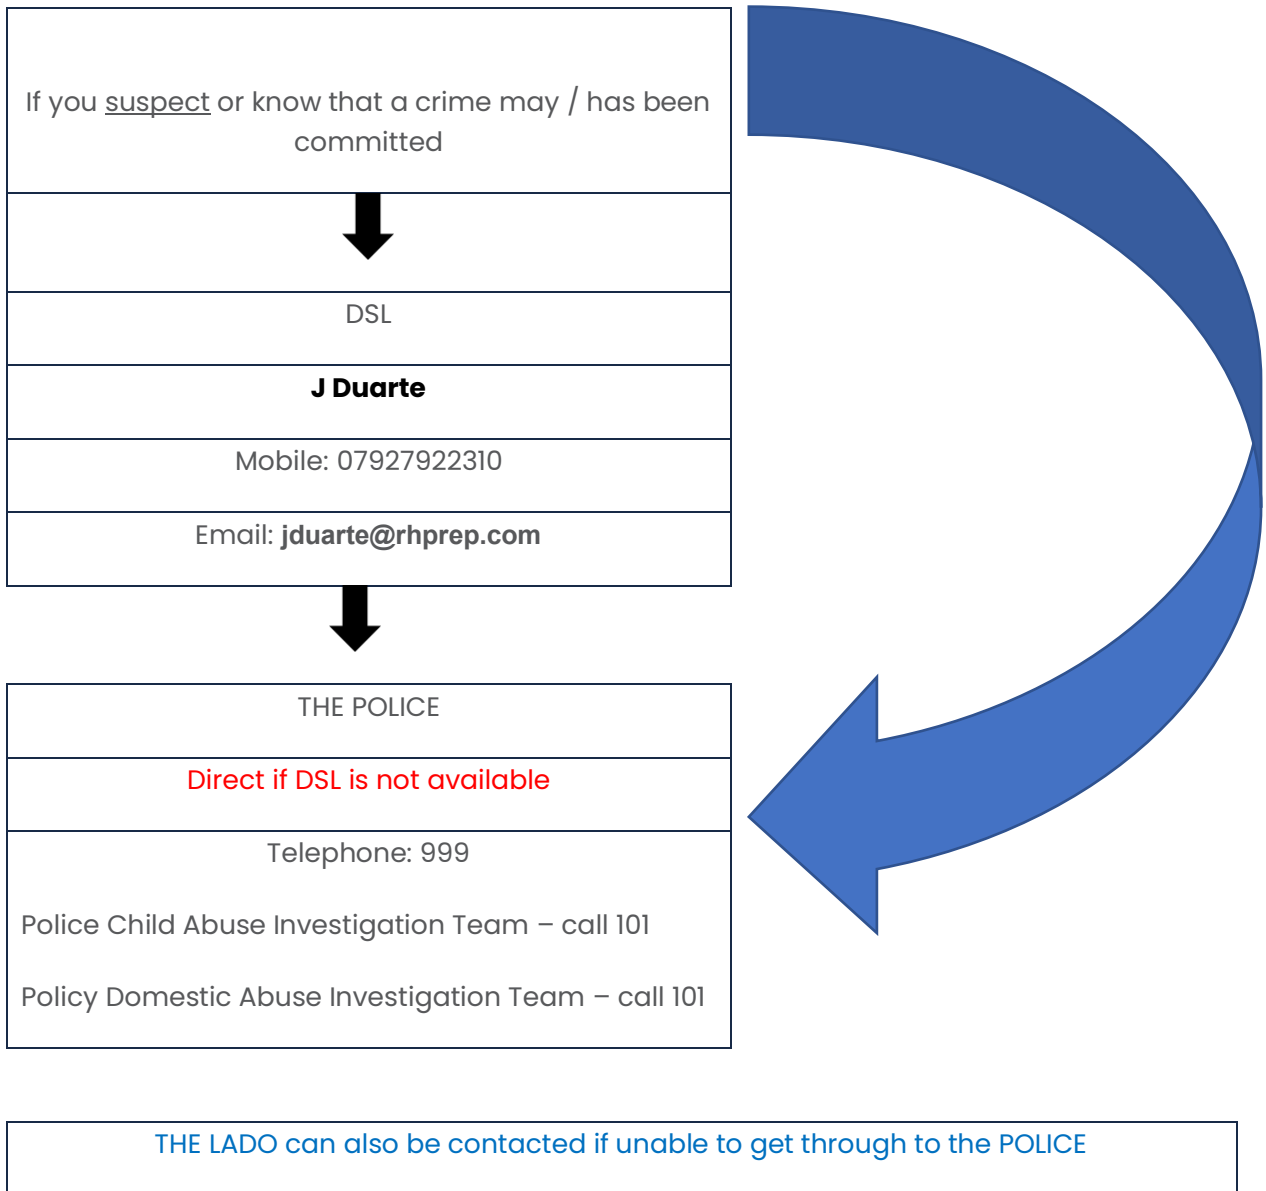 If you suspect or know that a crime may / has been
committed
DSL
J Duarte
Mobile: 07927922310
Email: jduarte@rhprep.com
THE POLICE
Direct if DSL is not available
Telephone: 999
Police Child Abuse Investigation Team – call 101
Policy Domestic Abuse Investigation Team – call 101
THE LADO can also be contacted if unable to get through to the POLICE